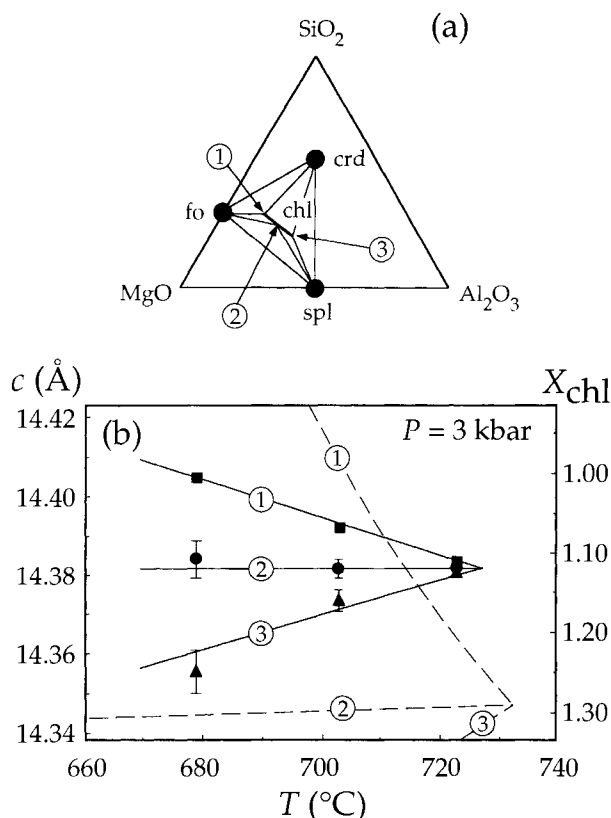 (a)
SiO2
①
crd
fo
chl
③
MgO
②
spl
Al2O3
c (Å)
Xchl
14.42
(b)
P = 3 kbar
①
1.00
14.40
①
1.10
14.38
②
③
1.20
14.36
②
③
1.30
14.34
660
680
700
720
740
T (°C)